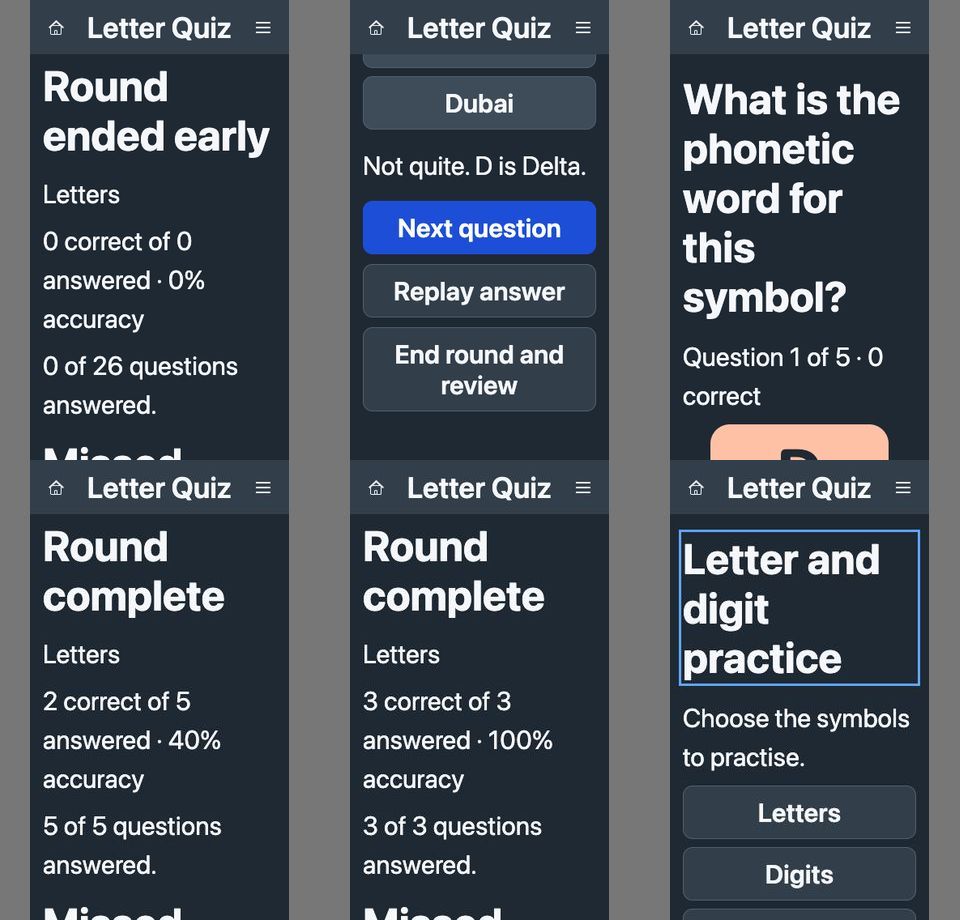 Letter Quiz
Round
ended early
Letters
0 correct of 0
answered · 0%
accuracy
0 of 26 questions
answered.
Missed
Letter Quiz
Dubai
Not quite. D is Delta.
Next question
Replay answer
End round and
review
Letter Quiz
What is the
phonetic
word for
this
symbol?
Question 1 of 5 · 0
correct
Letter Quiz
Round
complete
Letters
2 correct of 5
answered · 40%
accuracy
5 of 5 questions
answered.
Missed
Letter Quiz
Round
complete
Letters
3 correct of 3
answered · 100%
accuracy
3 of 3 questions
answered.
Missed
Letter Quiz
Letter and
digit
practice
Choose the symbols
to practise.
Letters
Digits